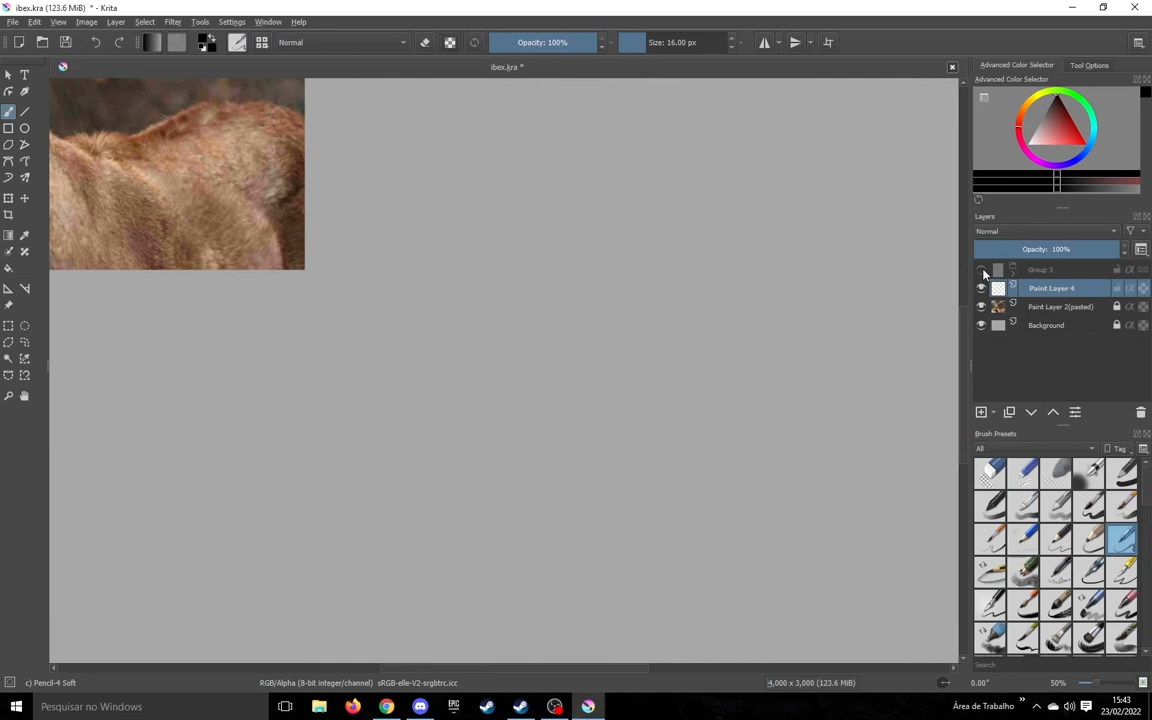 ibex.kra (123.6 MiB) * - Krita
File Edit View Image Layer Select Filter Tools Settings Window Help
Normal Opacity: 100% Size: 16.00 px
ibex.kra *
Advanced Color Selector Tool Options
Advanced Color Selector
Layers
Normal
Opacity: 100%
Group 3
Paint Layer 4
Paint Layer 2(pasted)
Background
Brush Presets
All Tag
Search
c) Pencil-4 Soft RGB/Alpha (8-bit integer/channel) sRGB-elle-V2-srgbtrc.icc 4,000 x 3,000 (123.6 MiB) 0.00° 50%
Pesquisar no Windows EPIC Área de Trabalho 15:43
23/02/2022